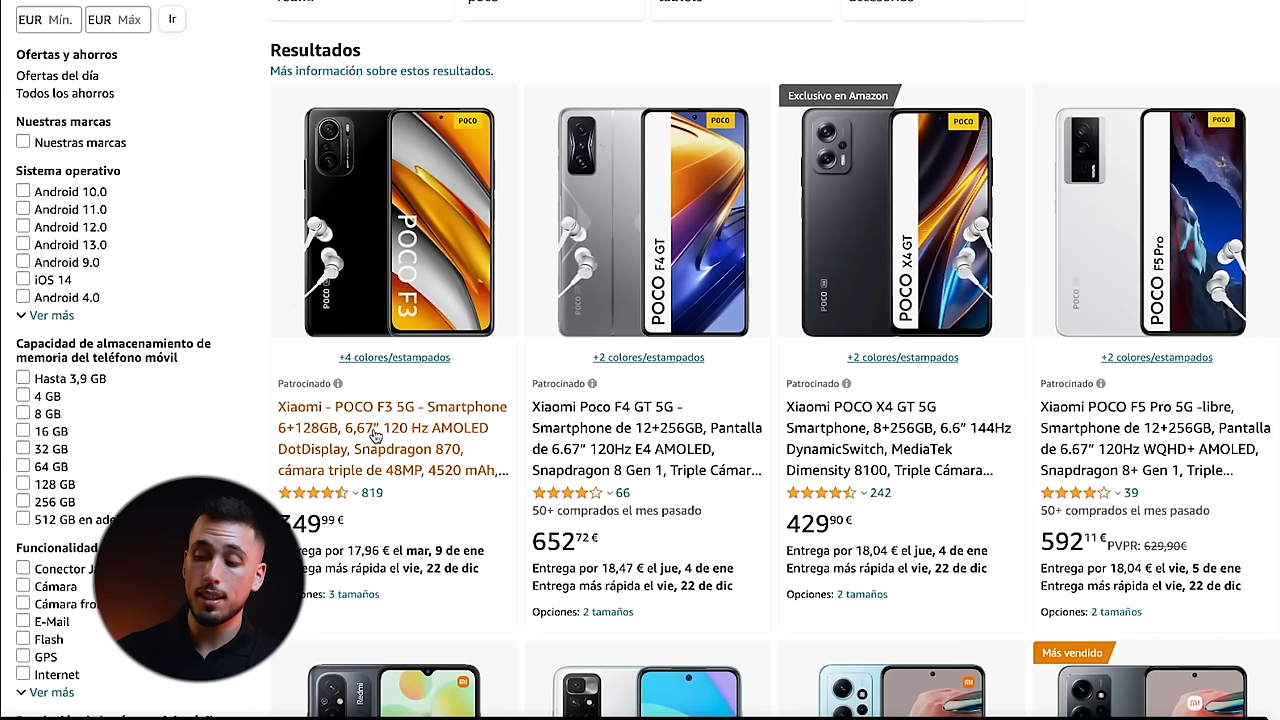 EUR Mín.
EUR Máx
Ir
Ofertas y ahorros
Ofertas del día
Todos los ahorros
Nuestras marcas
Nuestras marcas
Sistema operativo
Android 10.0
Android 11.0
Android 12.0
Android 13.0
Android 9.0
iOS 14
Android 4.0
Ver más
Capacidad de almacenamiento de
memoria del teléfono móvil
Hasta 3,9 GB
4 GB
8 GB
16 GB
32 GB
64 GB
128 GB
256 GB
512 GB en
Funcionalidad
Conector
Cámara
Cámara
E-Mail
Flash
GPS
Internet
Ver más
Resultados
Más información sobre estos resultados.
POCO
POCO F3
+4 colores/estampados
Patrocinado
Xiaomi - POCO F3 5G - Smartphone
6+128GB, 6,67” 120 Hz AMOLED
DotDisplay, Snapdragon 870,
cámara triple de 48MP, 4520 mAh,...
819
349,99 €
por 17,96 € el mar, 9 de ene
más rápida el vie, 22 de dic
3 tamaños
POCO
POCO F4 GT
+2 colores/estampados
Patrocinado
Xiaomi Poco F4 GT 5G -
Smartphone de 12+256GB, Pantalla
de 6.67” 120Hz E4 AMOLED,
Snapdragon 8 Gen 1, Triple Cámar...
66
50+ comprados el mes pasado
652 72 €
Entrega por 18,47 € el jue, 4 de ene
Entrega más rápida el vie, 22 de dic
Opciones: 2 tamaños
Exclusivo en Amazon
POCO
POCO
POCO X4 GT
+2 colores/estampados
Patrocinado
Xiaomi POCO X4 GT 5G
Smartphone, 8+256GB, 6.6” 144Hz
DynamicSwitch, MediaTek
Dimensity 8100, Triple Cámara...
242
429 90 €
Entrega por 18,04 € el jue, 4 de ene
Entrega más rápida el vie, 22 de dic
Opciones: 2 tamaños
POCO
POCO
POCO F5 Pro
+2 colores/estampados
Patrocinado
Xiaomi POCO F5 Pro 5G -libre,
Smartphone de 12+256GB, Pantalla
de 6.67” 120Hz WQHD+ AMOLED,
Snapdragon 8+ Gen 1, Triple...
39
50+ comprados el mes pasado
592 11 € PVPR: 629,90€
Entrega por 18,04 € el vie, 5 de ene
Entrega más rápida el vie, 22 de dic
Opciones: 2 tamaños
Redmi
Más vendido